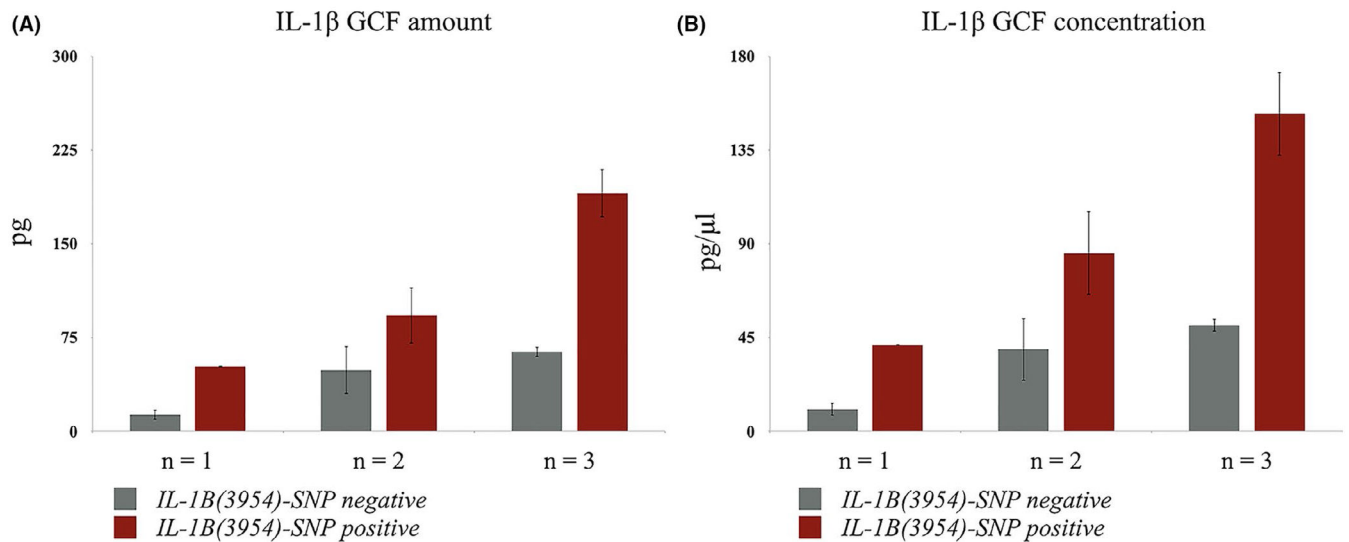 (A)
IL-1β GCF amount
300
225
150
75
0
pg
n = 1
n = 2
n = 3
IL-1B(3954)-SNP negative
IL-1B(3954)-SNP positive
(B)
IL-1β GCF concentration
180
135
90
45
0
pg/µl
n = 1
n = 2
n = 3
IL-1B(3954)-SNP negative
IL-1B(3954)-SNP positive